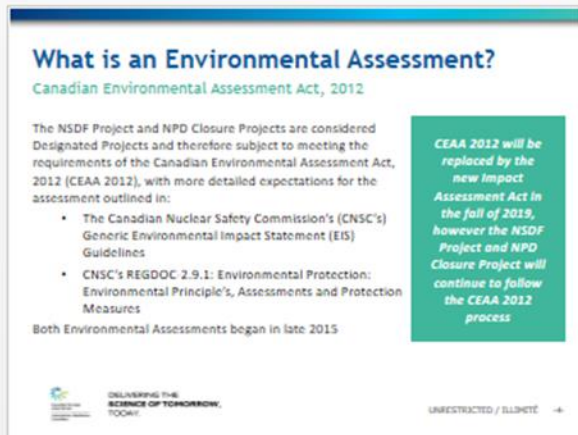 What is an Environmental Assessment?
Canadian Environmental Assessment Act, 2012
The NSDF Project and NPD Closure Projects are considered
Designated Projects and therefore subject to meeting the
requirements of the Canadian Environmental Assessment Act,
2012 (CEAA 2012), with more detailed expectations for the
assessment outlined in:
• The Canadian Nuclear Safety Commission's (CNSC's)
Generic Environmental Impact Statement (EIS)
Guidelines
• CNSC's REGDOC 2.9.1: Environmental Protection:
Environmental Principle's, Assessments and Protection
Measures
Both Environmental Assessments began in late 2015
CEAA 2012 will be
replaced by the
new Impact
Assessment Act in
the fall of 2019,
however the NSDF
Project and NPD
Closure Project will
continue to follow
the CEAA 2012
process
DELIVERING THE
SCIENCE OF TOMORROW,
TODAY.
UNRESTRICTED / ILLIMITÉ